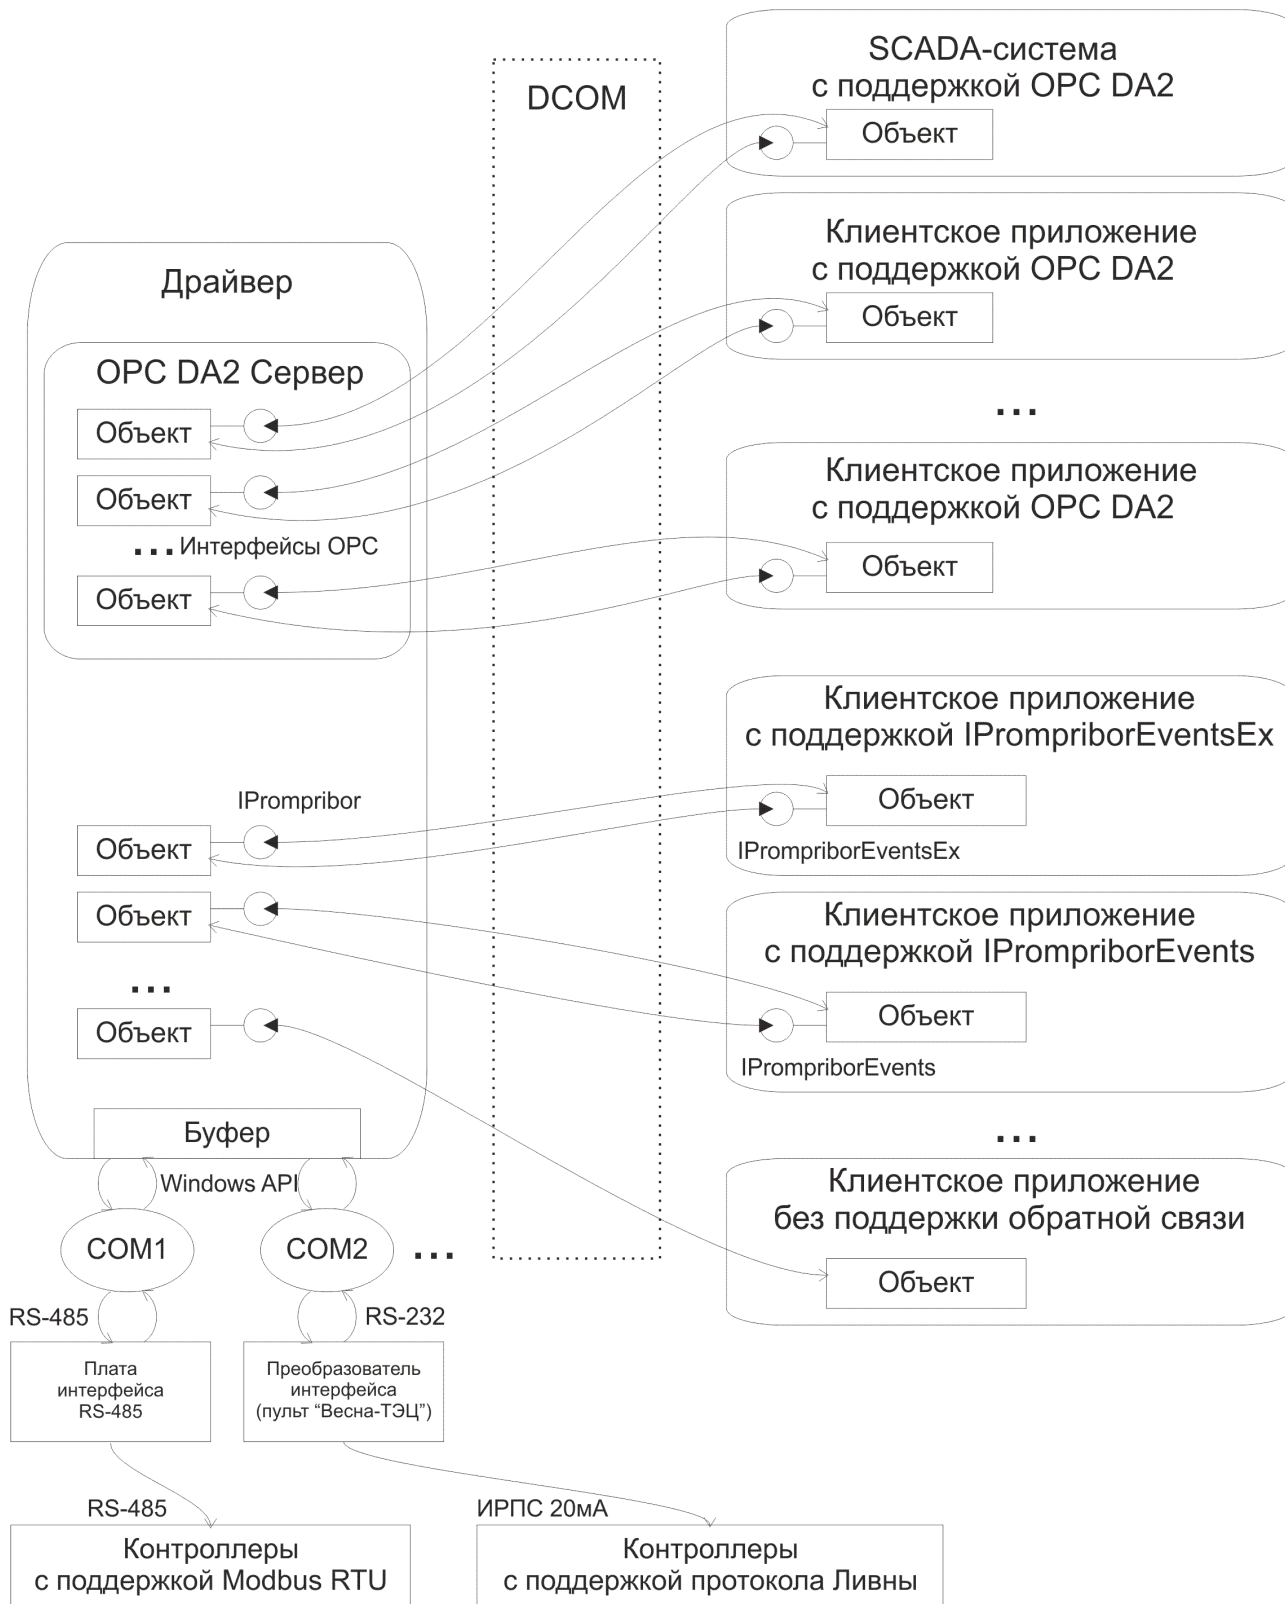 SCADA-система
с поддержкой OPC DA2
Объект
DCOM
Клиентское приложение
с поддержкой OPC DA2
Объект
...
Клиентское приложение
с поддержкой OPC DA2
Объект
Драйвер
OPC DA2 Сервер
Объект
Объект
... Интерфейсы OPC
Объект
IPrompribor
Объект
Объект
...
Объект
Клиентское приложение
с поддержкой IPrompriborEventsEx
Объект
IPrompriborEventsEx
Клиентское приложение
с поддержкой IPrompriborEvents
Объект
IPrompriborEvents
...
Клиентское приложение
без поддержки обратной связи
Объект
Буфер
Windows API
COM1
COM2
...
RS-485
RS-232
Плата
интерфейса
RS-485
Преобразователь
интерфейса
(пульт “Весна-ТЭЦ”)
RS-485
ИРПС 20мА
Контроллеры
с поддержкой Modbus RTU
Контроллеры
с поддержкой протокола Ливны